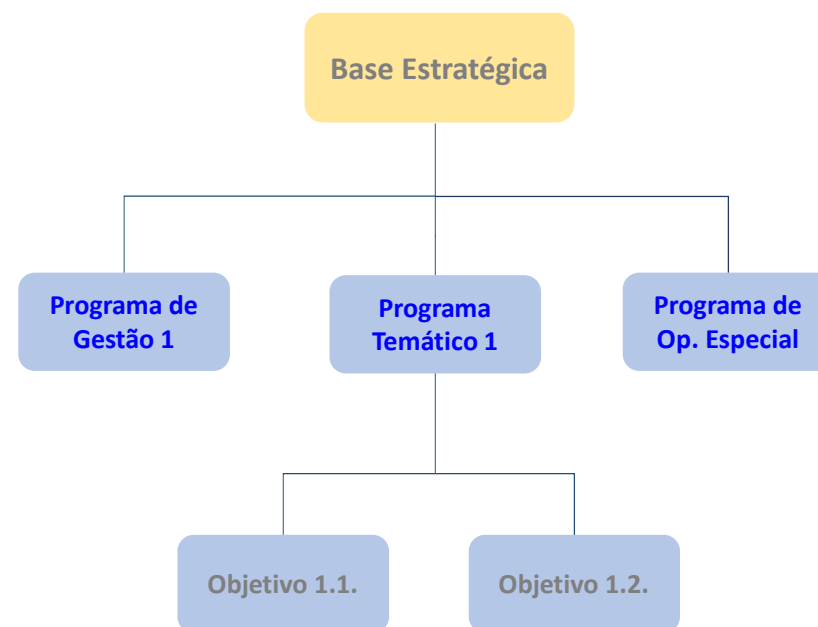 Base Estratégica
Programa de
Gestão 1
Programa
Temático 1
Programa de
Op. Especial
Objetivo 1.1.
Objetivo 1.2.